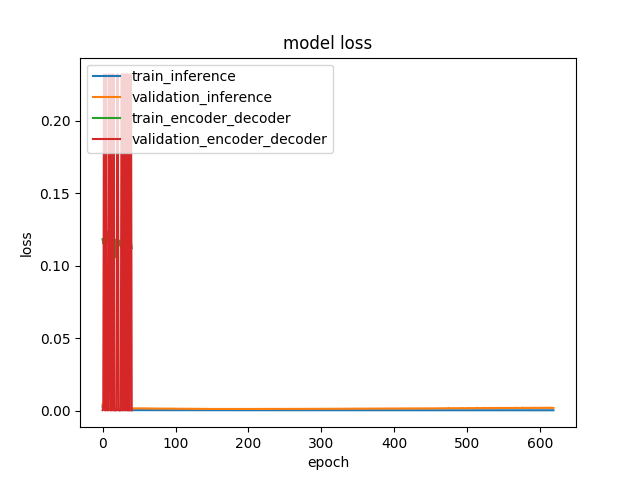 model loss
train_inference
validation_inference
train_encoder_decoder
validation_encoder_decoder
0.20
0.15
0.10
0.05
0.00
loss
0 100 200 300 400 500 600
epoch